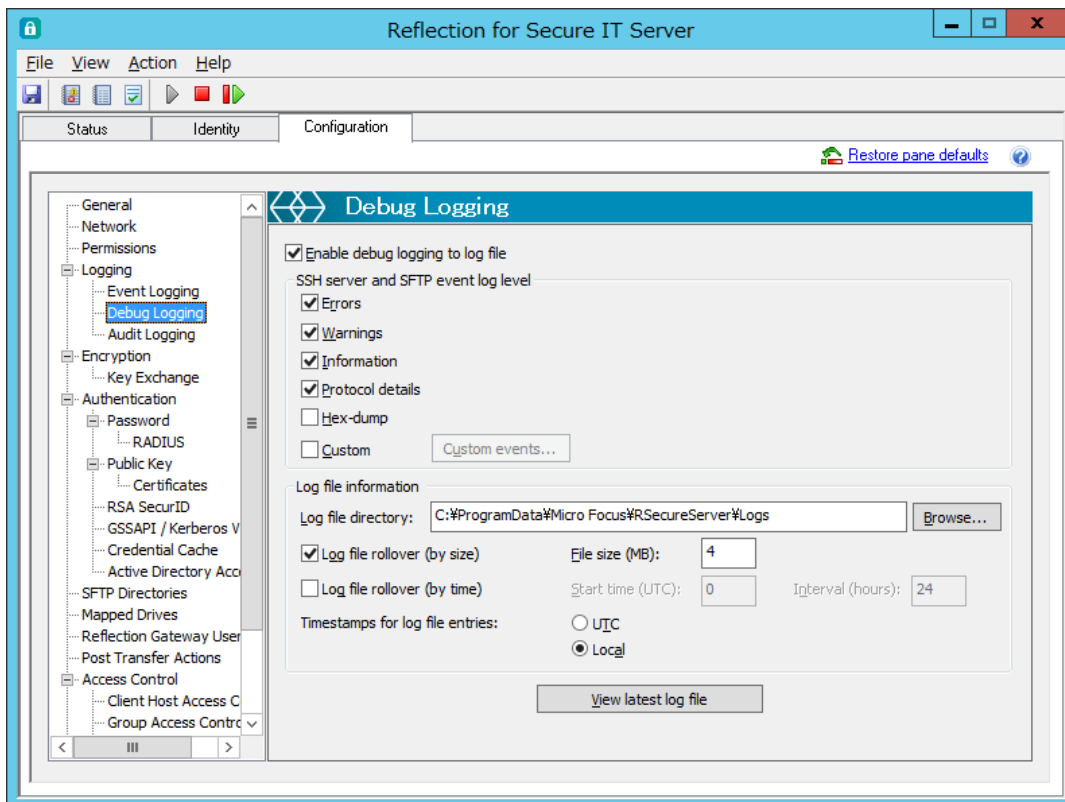 Reflection for Secure IT Server
File View Action Help
Status Identity Configuration
Restore pane defaults
General
Network
Permissions
Logging
Event Logging
Debug Logging
Audit Logging
Encryption
Key Exchange
Authentication
Password
RADIUS
Public Key
Certificates
RSA SecurID
GSSAPI / Kerberos V
Credential Cache
Active Directory Acc
SFTP Directories
Mapped Drives
Reflection Gateway User
Post Transfer Actions
Access Control
Client Host Access C
Group Access Contro
Debug Logging
Enable debug logging to log file
SSH server and SFTP event log level
Errors
Warnings
Information
Protocol details
Hex-dump
Custom Custom events...
Log file information
Log file directory: C:¥ProgramData¥Micro Focus¥RSecureServer¥Logs Browse...
Log file rollover (by size) File size (MB): 4
Log file rollover (by time) Start time (UTC): 0 Interval (hours): 24
Timestamps for log file entries: UTC
Local
View latest log file